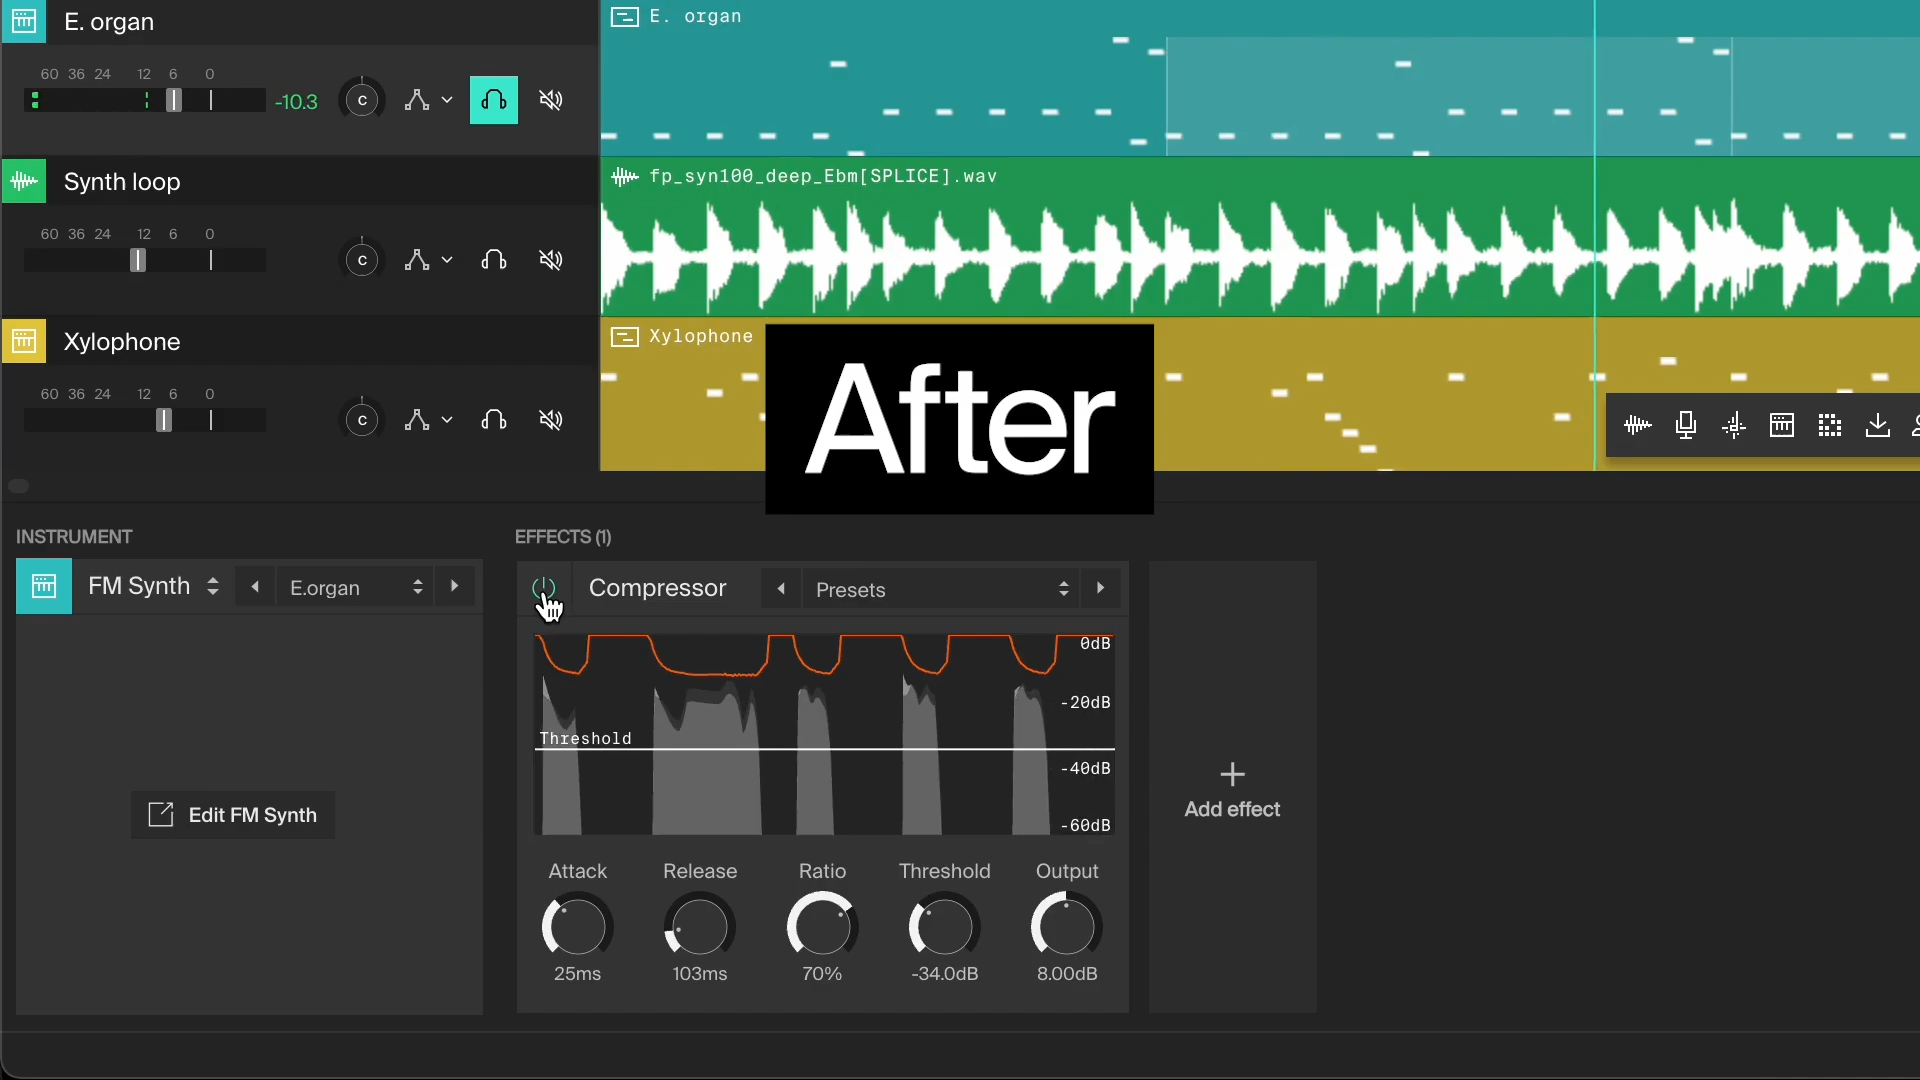 E. organ
60 36 24 12 6 0
-10.3
C
E. organ
Synth loop
60 36 24 12 6 0
C
fp_syn100_deep_Ebm[SPLICE].wav
Xylophone
60 36 24 12 6 0
C
Xylophone
After
INSTRUMENT
FM Synth
E.organ
Edit FM Synth
EFFECTS (1)
Compressor
Presets
0dB
-20dB
Threshold
-40dB
-60dB
Attack Release Ratio Threshold Output
25ms 103ms 70% -34.0dB 8.00dB
Add effect